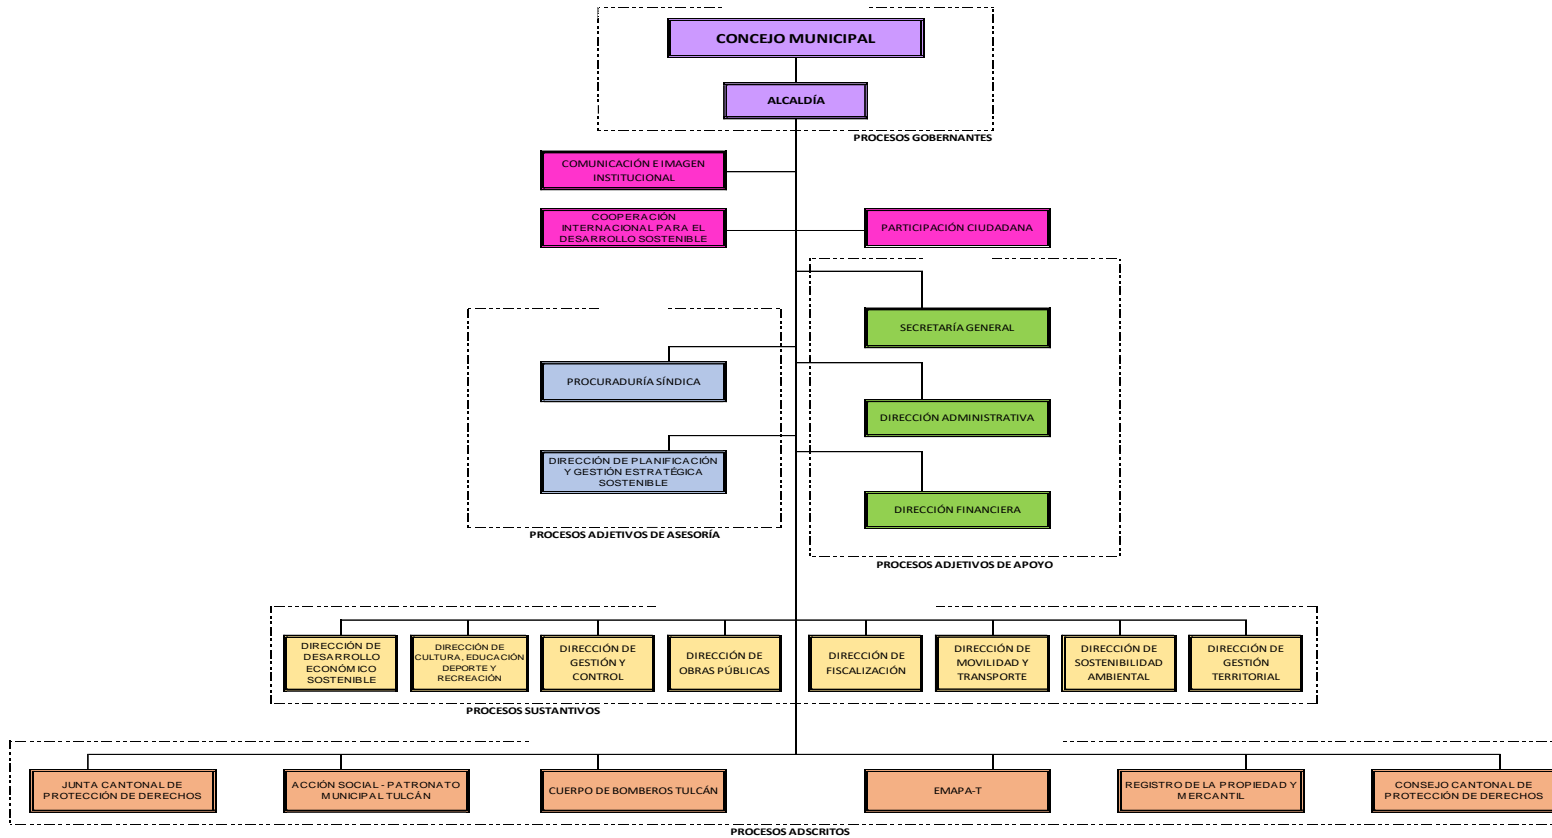 CONCEJO MUNICIPAL
ALCALDÍA
PROCESOS GOBERNANTES
COMUNICACIÓN E IMAGEN
INSTITUCIONAL
COOPERACIÓN
INTERNACIONAL PARA EL
DESARROLLO SOSTENIBLE
PARTICIPACIÓN CIUDADANA
SECRETARÍA GENERAL
PROCURADURÍA SÍNDICA
DIRECCIÓN ADMINISTRATIVA
DIRECCIÓN DE PLANIFICACIÓN
Y GESTIÓN ESTRATÉGICA
SOSTENIBLE
DIRECCIÓN FINANCIERA
PROCESOS ADJETIVOS DE ASESORÍA
PROCESOS ADJETIVOS DE APOYO
DIRECCIÓN DE
DESARROLLO
ECONÓMICO
SOSTENIBLE
DIRECCIÓN DE
CULTURA, EDUCACIÓN
DEPORTE Y
RECREACIÓN
DIRECCIÓN DE
GESTIÓN Y
CONTROL
DIRECCIÓN DE
OBRAS PÚBLICAS
DIRECCIÓN DE
FISCALIZACIÓN
DIRECCIÓN DE
MOVILIDAD Y
TRANSPORTE
DIRECCIÓN DE
SOSTENIBILIDAD
AMBIENTAL
DIRECCIÓN DE
GESTIÓN
TERRITORIAL
PROCESOS SUSTANTIVOS
JUNTA CANTONAL DE
PROTECCIÓN DE DERECHOS
ACCIÓN SOCIAL - PATRONATO
MUNICIPAL TULCÁN
CUERPO DE BOMBEROS TULCÁN
EMAPA-T
REGISTRO DE LA PROPIEDAD Y
MERCANTIL
CONSEJO CANTONAL DE
PROTECCIÓN DE DERECHOS
PROCESOS ADSCRITOS